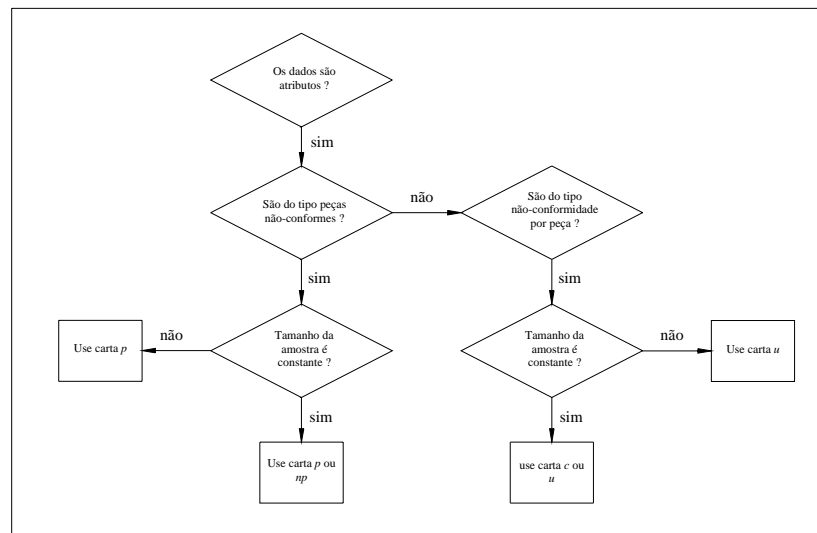 Os dados são
atributos ?
sim
São do tipo peças
não-conformes ?
não
São do tipo
não-conformidade
por peça ?
sim
sim
Use carta p
não
Tamanho da
amostra é
constante ?
Tamanho da
amostra é
constante ?
não
Use carta u
sim
sim
Use carta p ou
np
use carta c ou
u